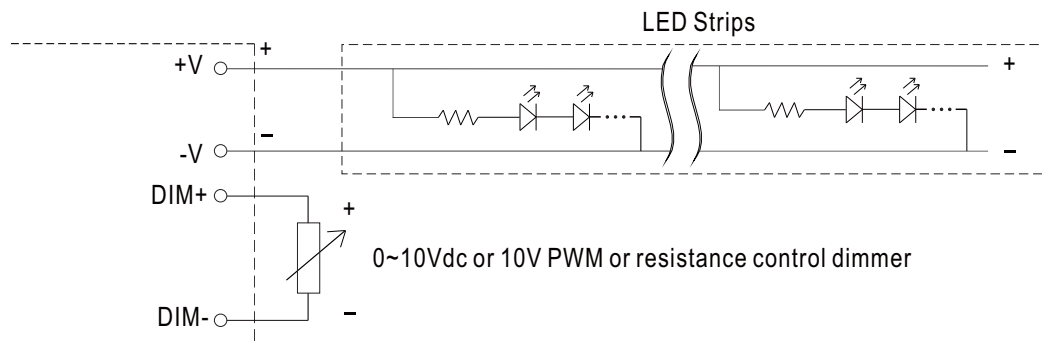 LED Strips
+
+V
+
-
-V
-
DIM+
+
0~10Vdc or 10V PWM or resistance control dimmer
-
DIM-